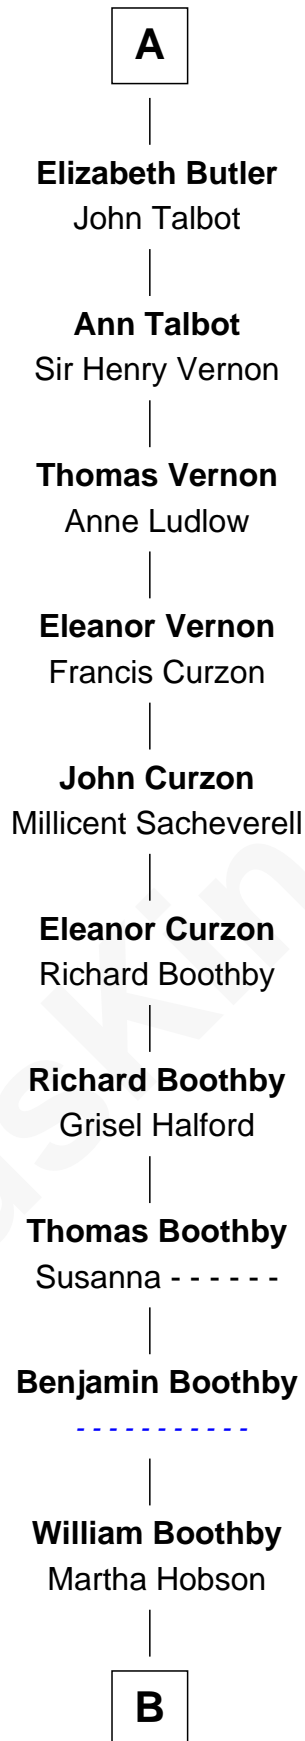 A
Elizabeth Butler
John Talbot
Ann Talbot
Sir Henry Vernon
Thomas Vernon
Anne Ludlow
Eleanor Vernon
Francis Curzon
John Curzon
Millicent Sacheverell
Eleanor Curzon
Richard Boothby
Richard Boothby
Grisel Halford
Thomas Boothby
Susanna - - - - - -
Benjamin Boothby
- - - - - - - - - - -
William Boothby
Martha Hobson
B